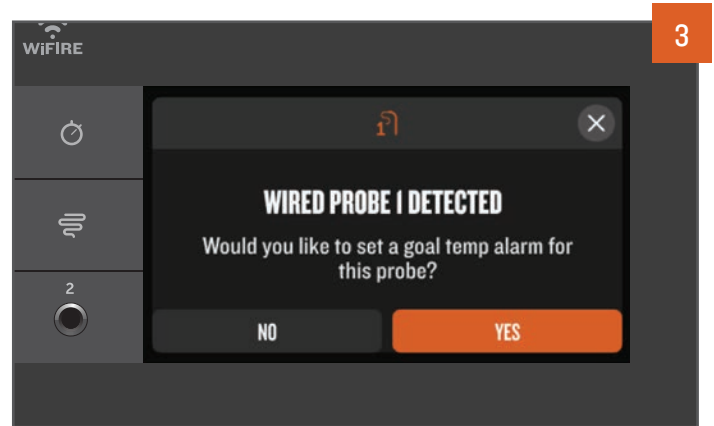 3
WiFIRE
1
WIRED PROBE 1 DETECTED
Would you like to set a goal temp alarm for
this probe?
2
NO
YES